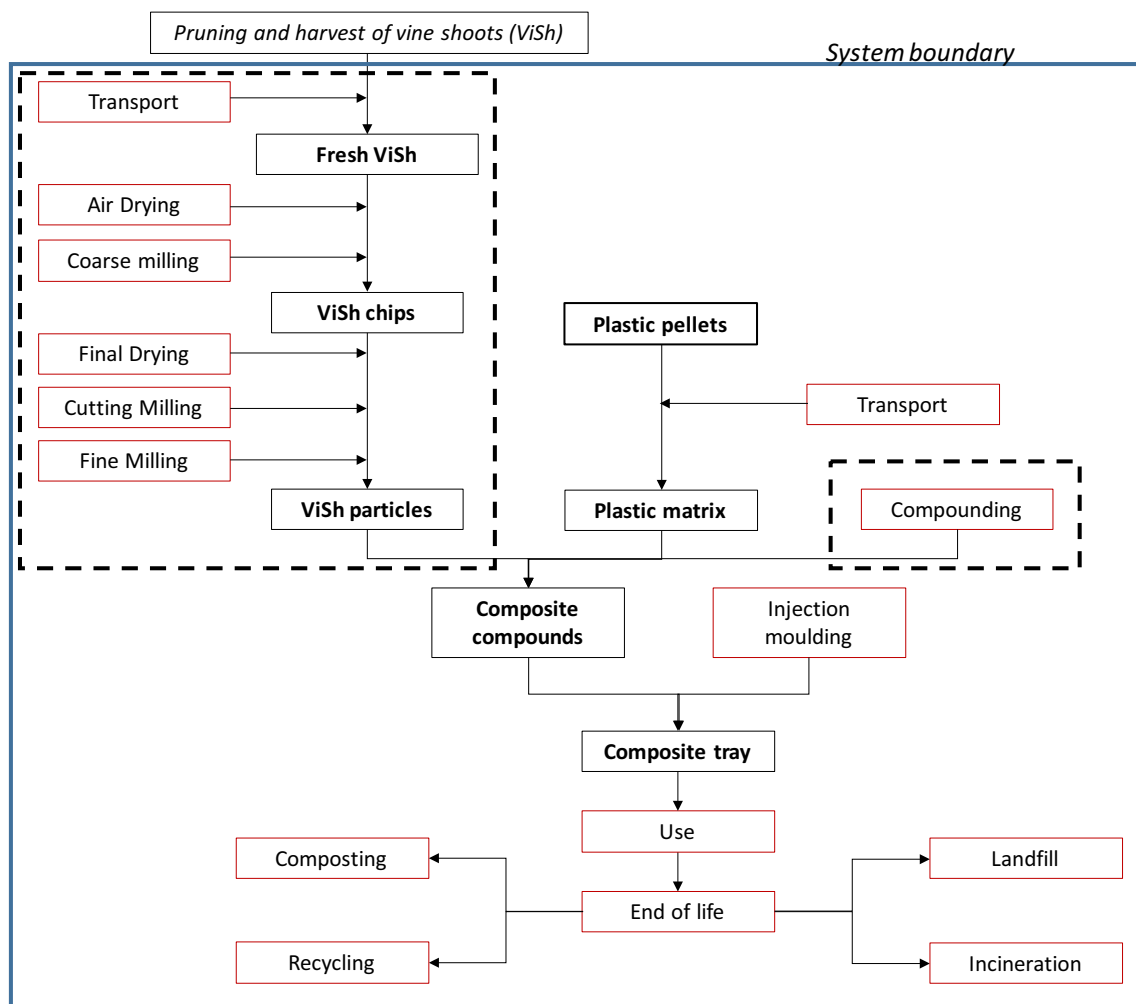 Pruning and harvest of vine shoots (ViSh)
System boundary
Transport
Fresh ViSh
Air Drying
Coarse milling
ViSh chips
Plastic pellets
Final Drying
Cutting Milling
Transport
Fine Milling
ViSh particles
Plastic matrix
Compounding
Composite
compounds
Injection
moulding
Composite tray
Use
Composting
Landfill
End of life
Recycling
Incineration